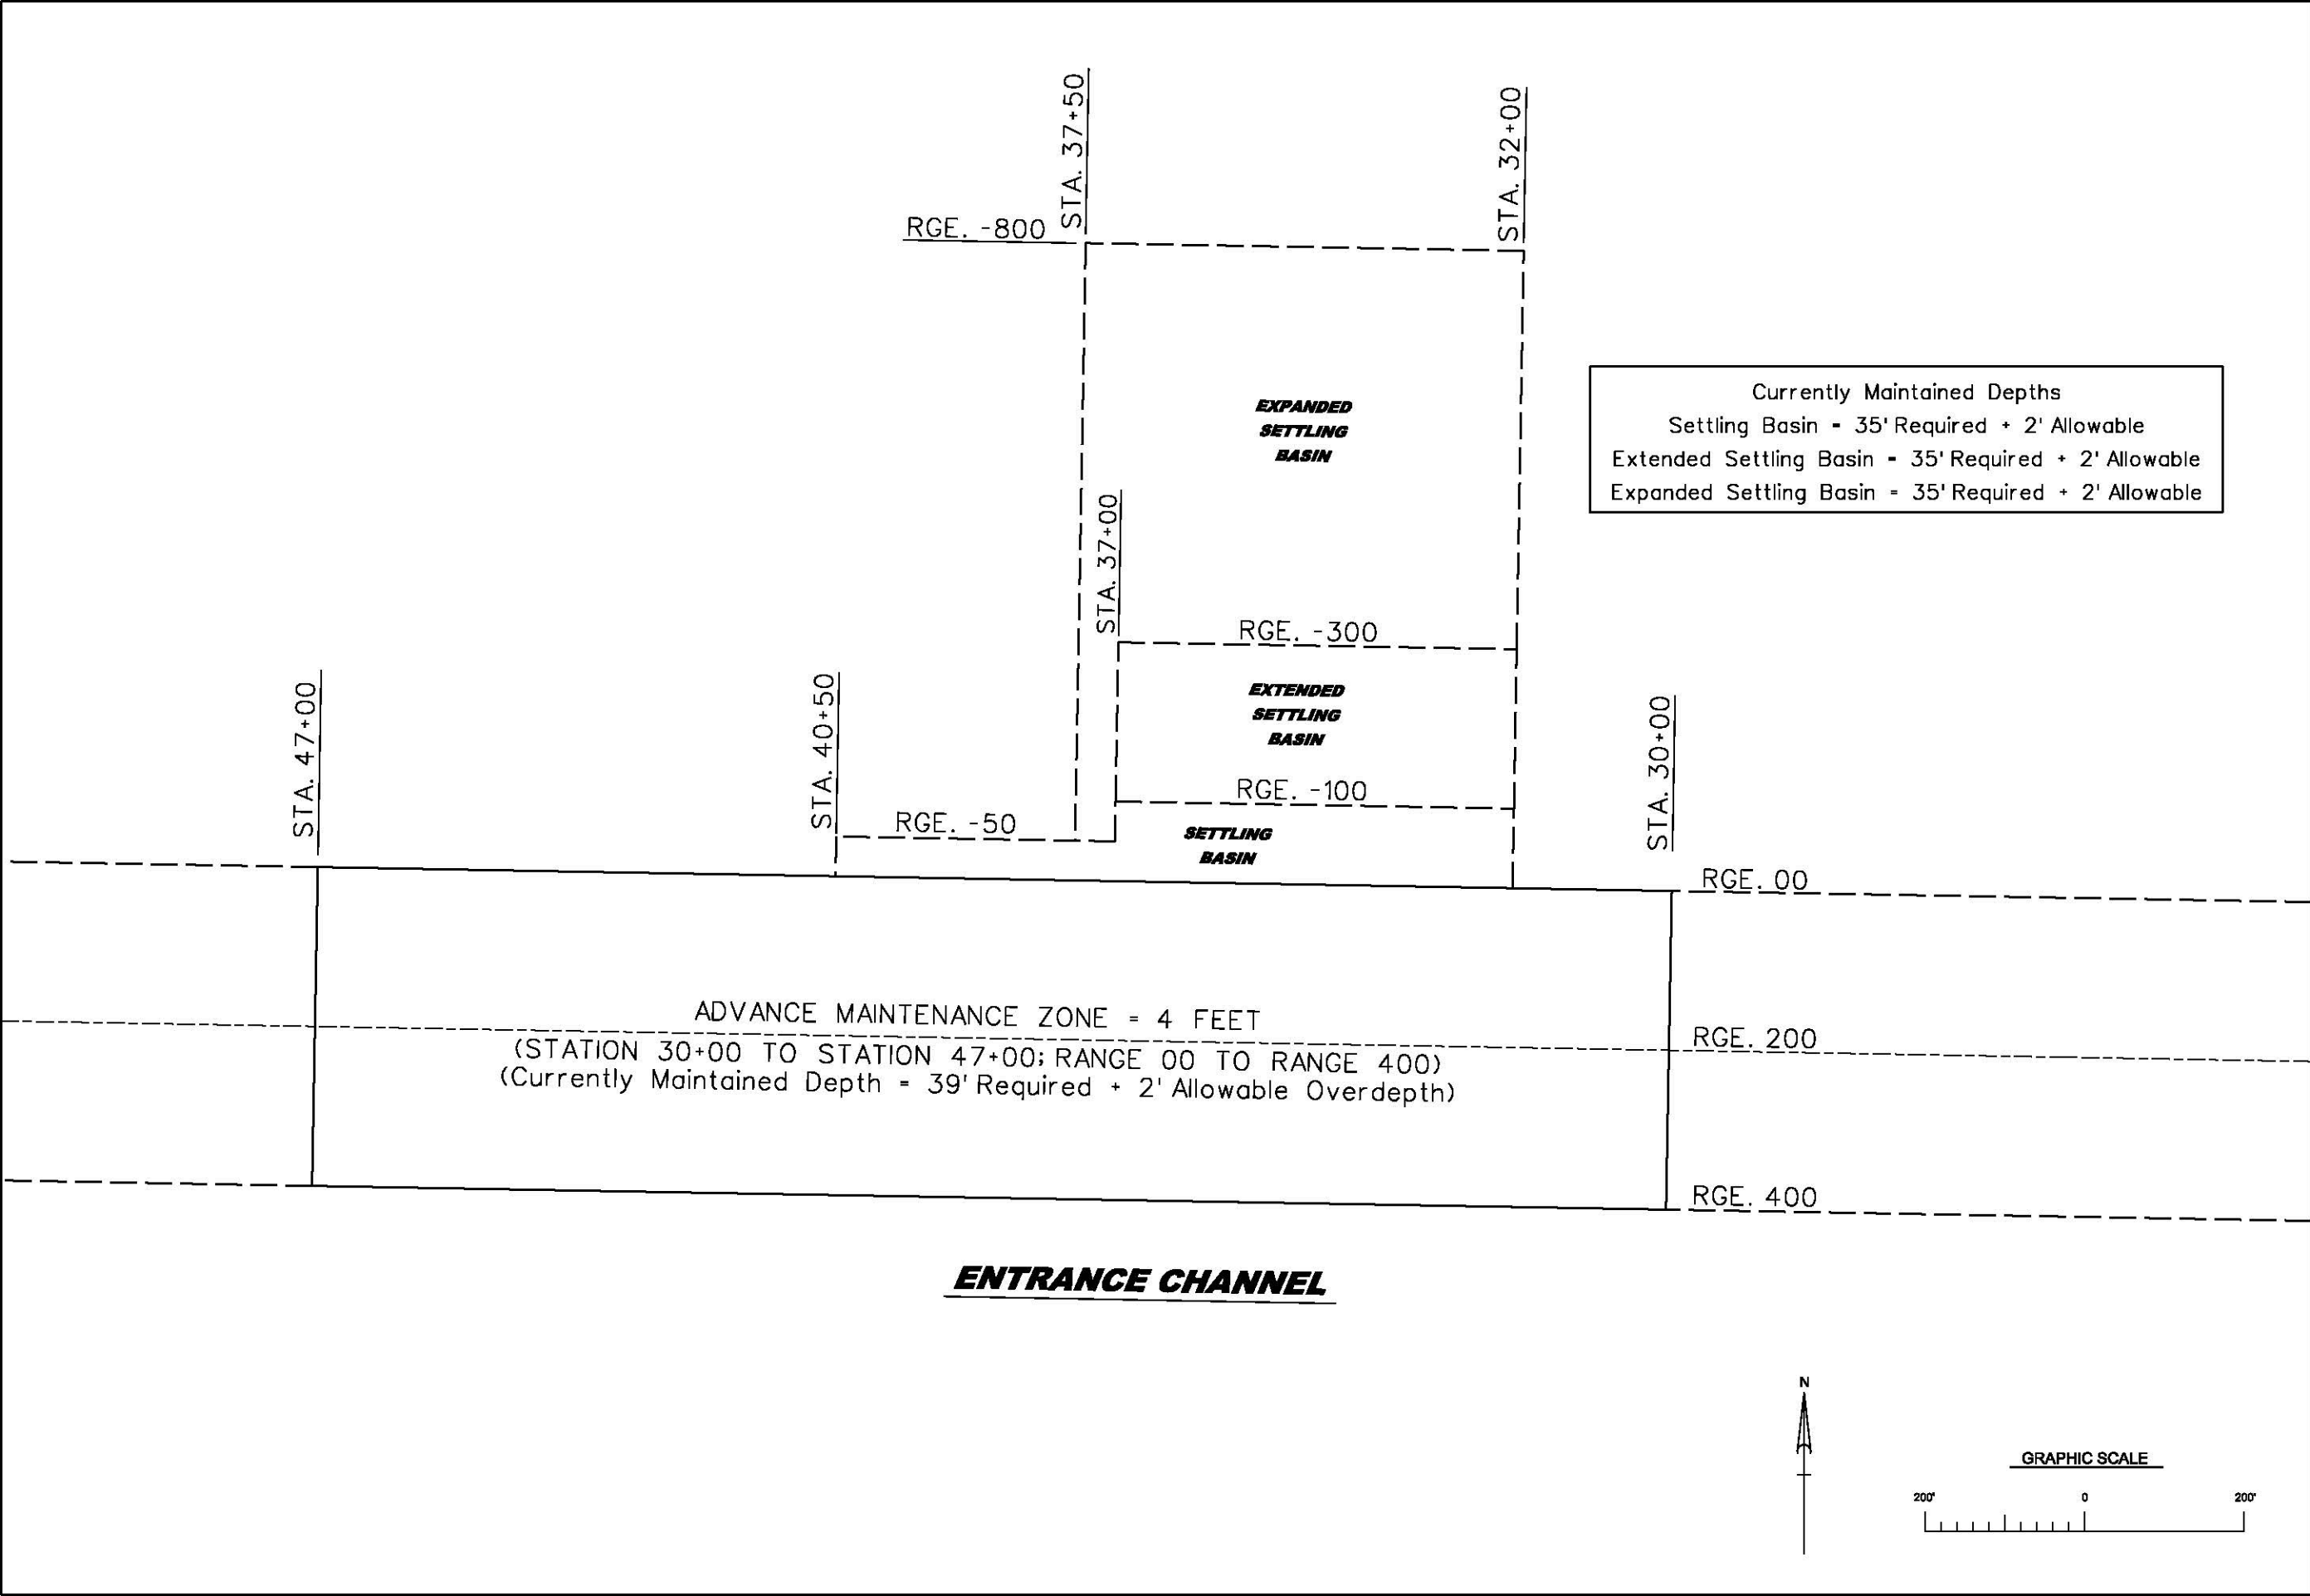 STA. 37+50
STA. 32+00
RGE. -800
EXPANDED
SETTLING
BASIN
Currently Maintained Depths
Settling Basin = 35' Required + 2' Allowable
Extended Settling Basin = 35' Required + 2' Allowable
Expanded Settling Basin = 35' Required + 2' Allowable
STA. 37+00
RGE. -300
EXTENDED
SETTLING
BASIN
STA. 47+00
STA. 40+50
STA. 30+00
RGE. -100
RGE. -50
SETTLING
BASIN
RGE. 00
ADVANCE MAINTENANCE ZONE = 4 FEET
(STATION 30+00 TO STATION 47+00; RANGE 00 TO RANGE 400)
(Currently Maintained Depth = 39' Required + 2' Allowable Overdepth)
RGE. 200
RGE. 400
ENTRANCE CHANNEL
N
GRAPHIC SCALE
200' 0 200'